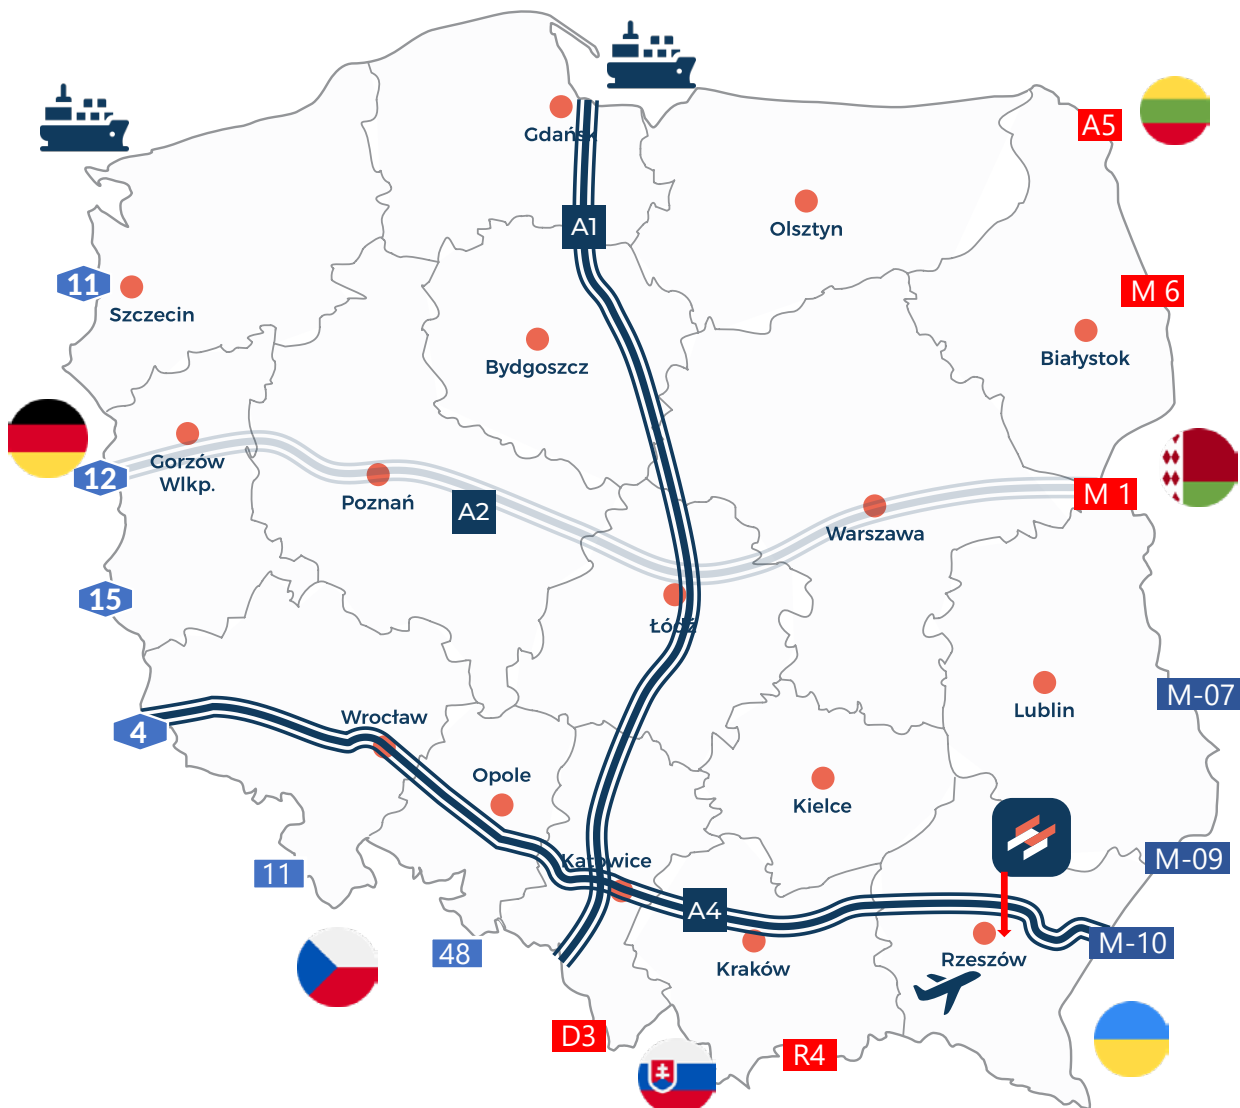 A5
Gdańsk
Olsztyn
A1
11
Szczecin
M 6
Białystok
Bydgoszcz
12
Gorzów
Wlkp.
Poznań
A2
M 1
Warszawa
15
Łódź
4
Wrocław
Lublin
M-07
Opole
Kielce
11
Katowice
M-09
A4
48
Kraków
Rzeszów
M-10
D3
R4